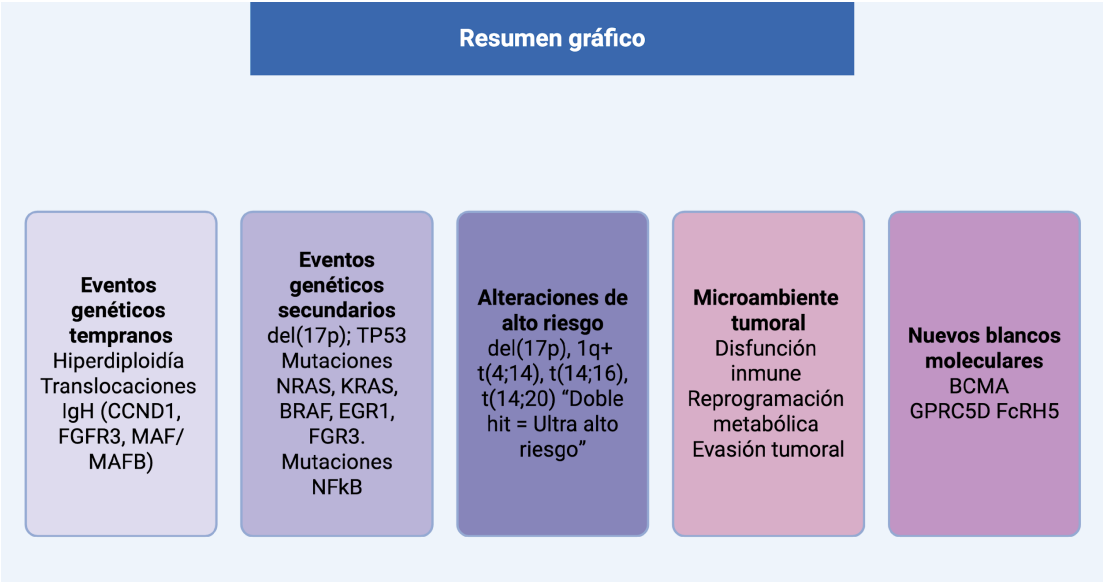 Resumen gráfico
Eventos
genéticos
tempranos
Hiperdiploidía
Translocaciones
IgH (CCND1,
FGFR3, MAF/
MAFB)
Eventos
genéticos
secundarios
del(17p); TP53
Mutaciones
NRAS, KRAS,
BRAF, EGR1,
FGR3.
Mutaciones
NFkB
Alteraciones de
alto riesgo
del(17p), 1q+
t(4;14), t(14;16),
t(14;20) “Doble
hit = Ultra alto
riesgo”
Microambiente
tumoral
Disfunción
inmune
Reprogramación
metabólica
Evasión tumoral
Nuevos blancos
moleculares
BCMA
GPRC5D FcRH5